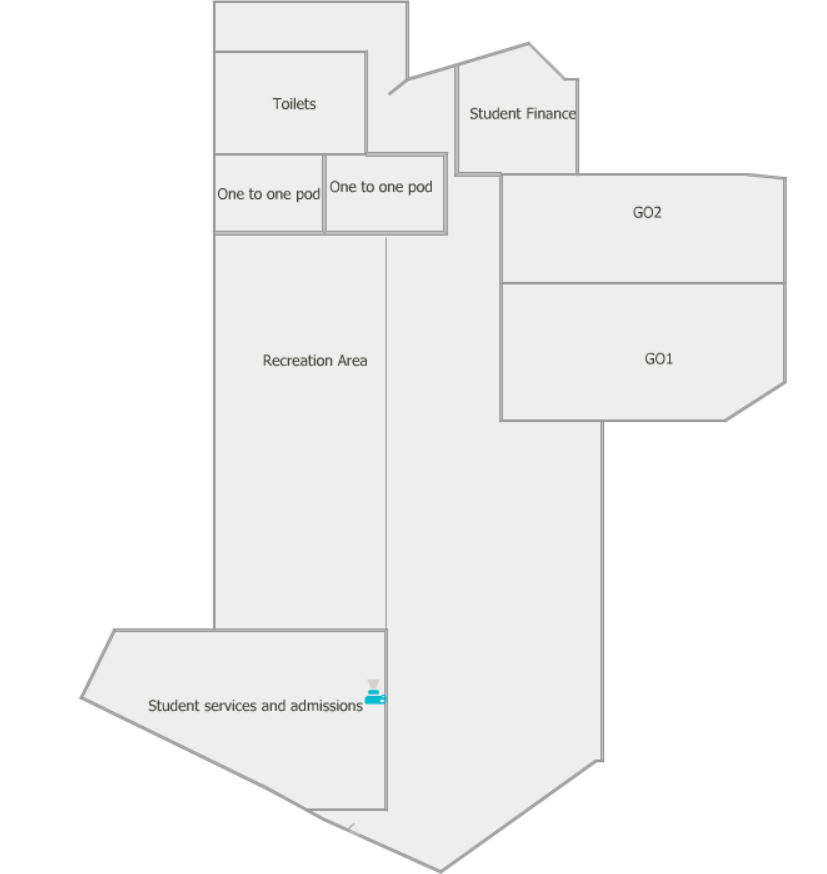 Toilets
Student Finance
One to one pod
One to one pod
GO2
Recreation Area
GO1
Student services and admissions